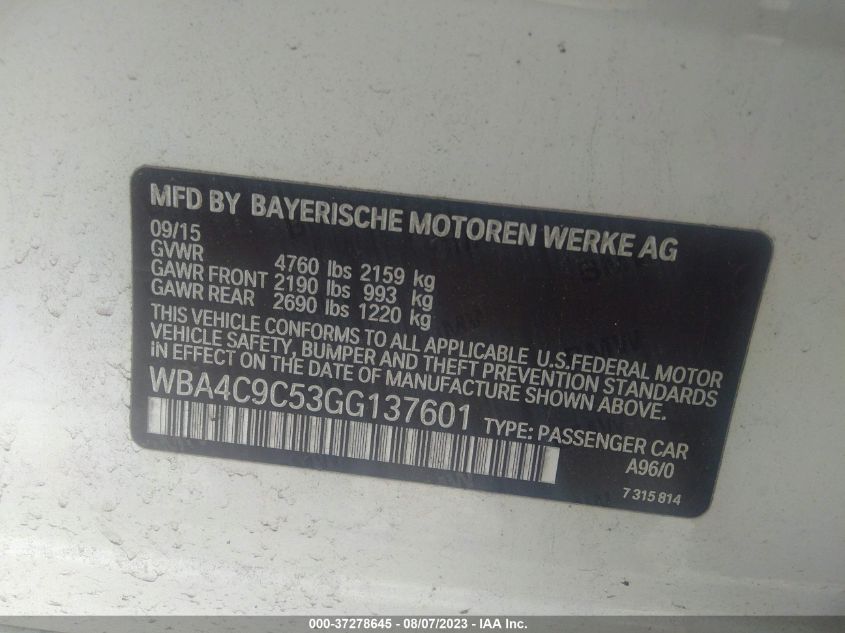 MFD BY BAYERISCHE MOTOREN WERKE AG
09/15
GVWR 4760 lbs 2159 kg
GAWR FRONT 2190 lbs 993 kg
GAWR REAR 2690 lbs 1220 kg
THIS VEHICLE CONFORMS TO ALL APPLICABLE U.S.FEDERAL MOTOR
VEHICLE SAFETY, BUMPER AND THEFT PREVENTION STANDARDS
IN EFFECT ON THE DATE OF MANUFACTURE SHOWN ABOVE.
WBA4C9C53GG137601 TYPE: PASSENGER CAR
A96/0
7 315 814
000-37278645 - 08/07/2023 - IAA Inc.